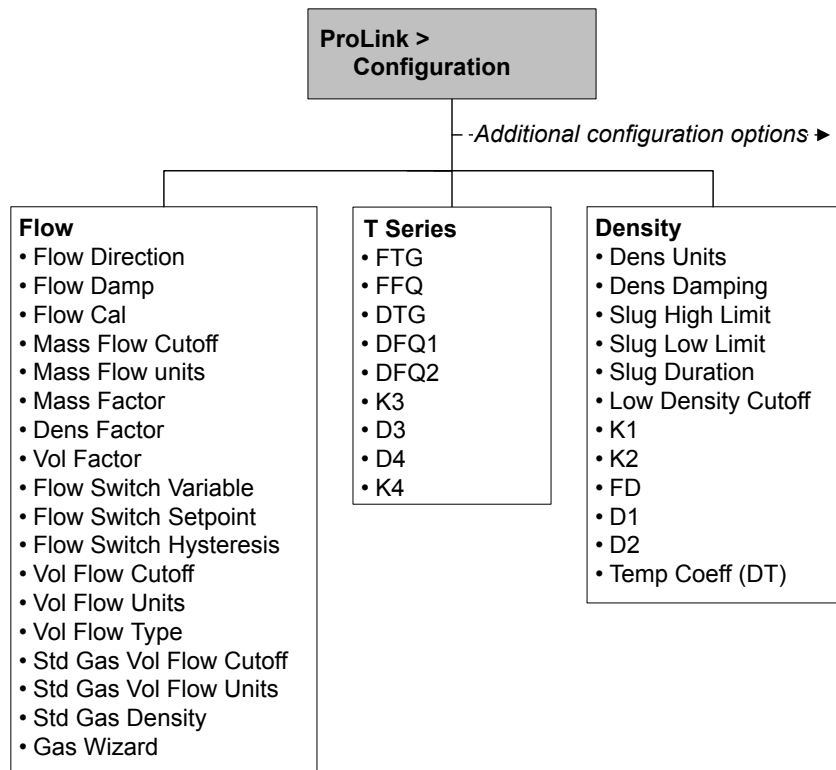 ProLink >
Configuration
Additional configuration options
Flow
• Flow Direction
• Flow Damp
• Flow Cal
• Mass Flow Cutoff
• Mass Flow units
• Mass Factor
• Dens Factor
• Vol Factor
• Flow Switch Variable
• Flow Switch Setpoint
• Flow Switch Hysteresis
• Vol Flow Cutoff
• Vol Flow Units
• Vol Flow Type
• Std Gas Vol Flow Cutoff
• Std Gas Vol Flow Units
• Std Gas Density
• Gas Wizard
T Series
• FTG
• FFQ
• DTG
• DFQ1
• DFQ2
• K3
• D3
• D4
• K4
Density
• Dens Units
• Dens Damping
• Slug High Limit
• Slug Low Limit
• Slug Duration
• Low Density Cutoff
• K1
• K2
• FD
• D1
• D2
• Temp Coeff (DT)